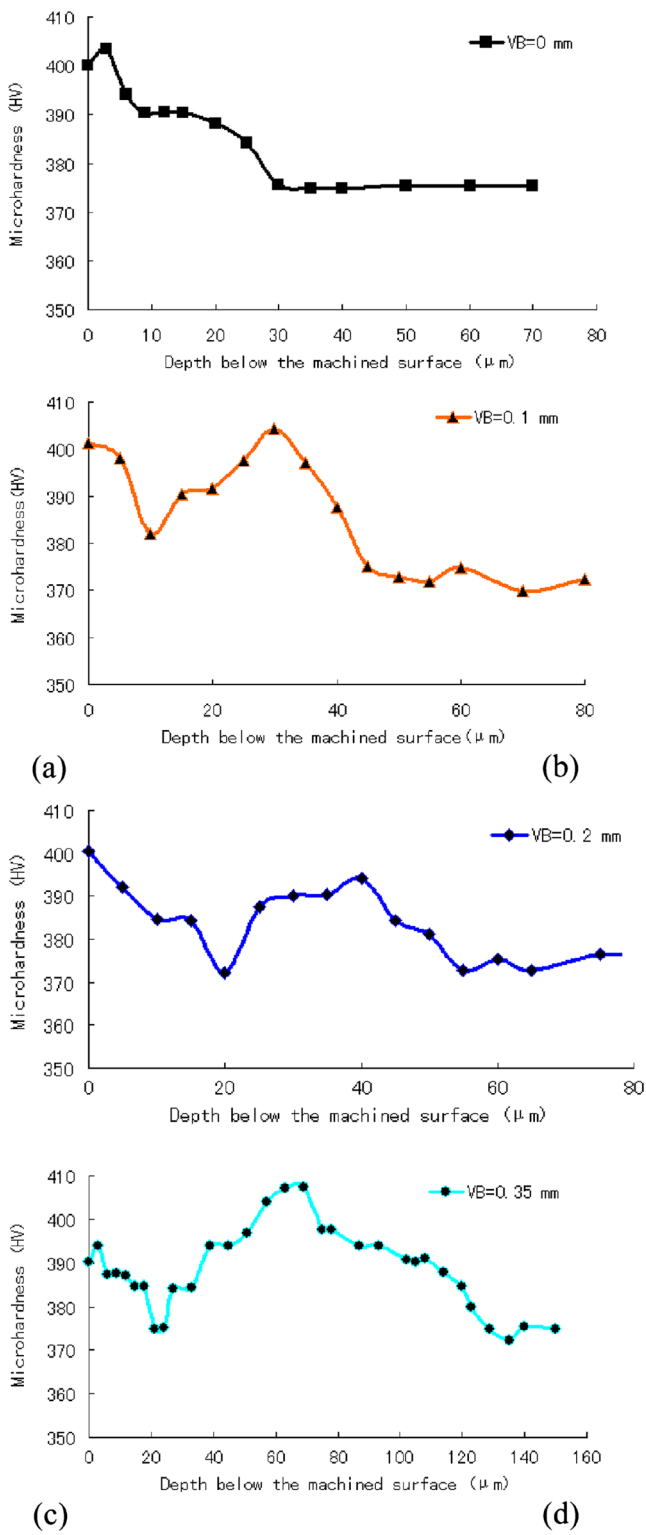 410
VB=0 mm
400
390
380
370
360
350
Microhardness (HV)
0 10 20 30 40 50 60 70 80
Depth below the machined surface (μm)
410
VB=0.1 mm
400
390
380
370
360
350
Microhardness(HV)
0 20 40 60 80
Depth below the machined surface(μm)
(a) (b)
410
VB=0.2 mm
400
390
380
370
360
350
Microhardness (HV)
0 20 40 60 80
Depth below the machined surface (μm)
410
VB=0.35 mm
400
390
380
370
360
350
Microhardness (HV)
0 20 40 60 80 100 120 140 160
Depth below the machined surface (μm)
(c) (d)